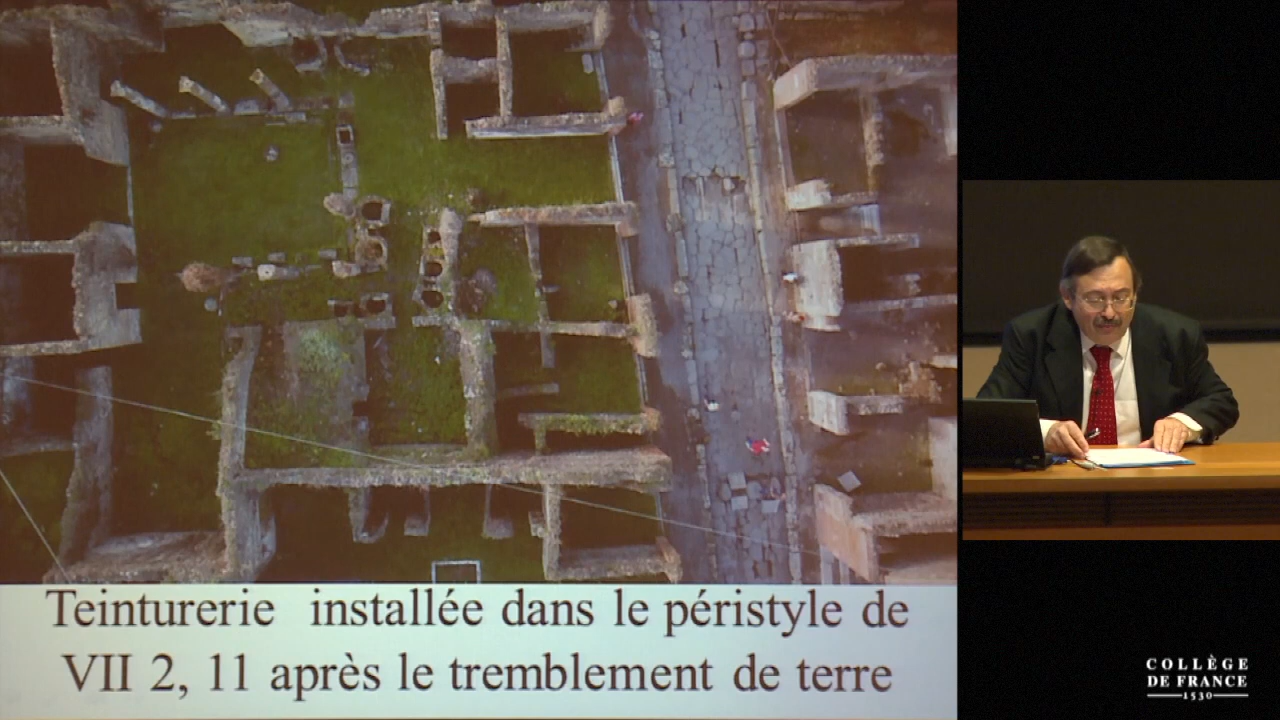 Teinturerie installée dans le péristyle de
VII 2, 11 après le tremblement de terre
COLLÈGE
DE FRANCE
1530